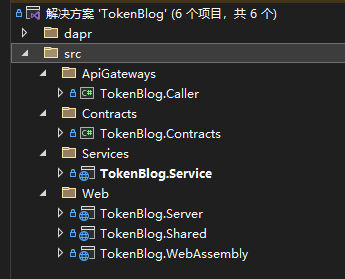 解决方案 'TokenBlog' (6 个项目，共 6 个)
dapr
src
ApiGateways
C# TokenBlog.Caller
Contracts
C# TokenBlog.Contracts
Services
TokenBlog.Service
Web
TokenBlog.Server
TokenBlog.Shared
TokenBlog.WebAssembly